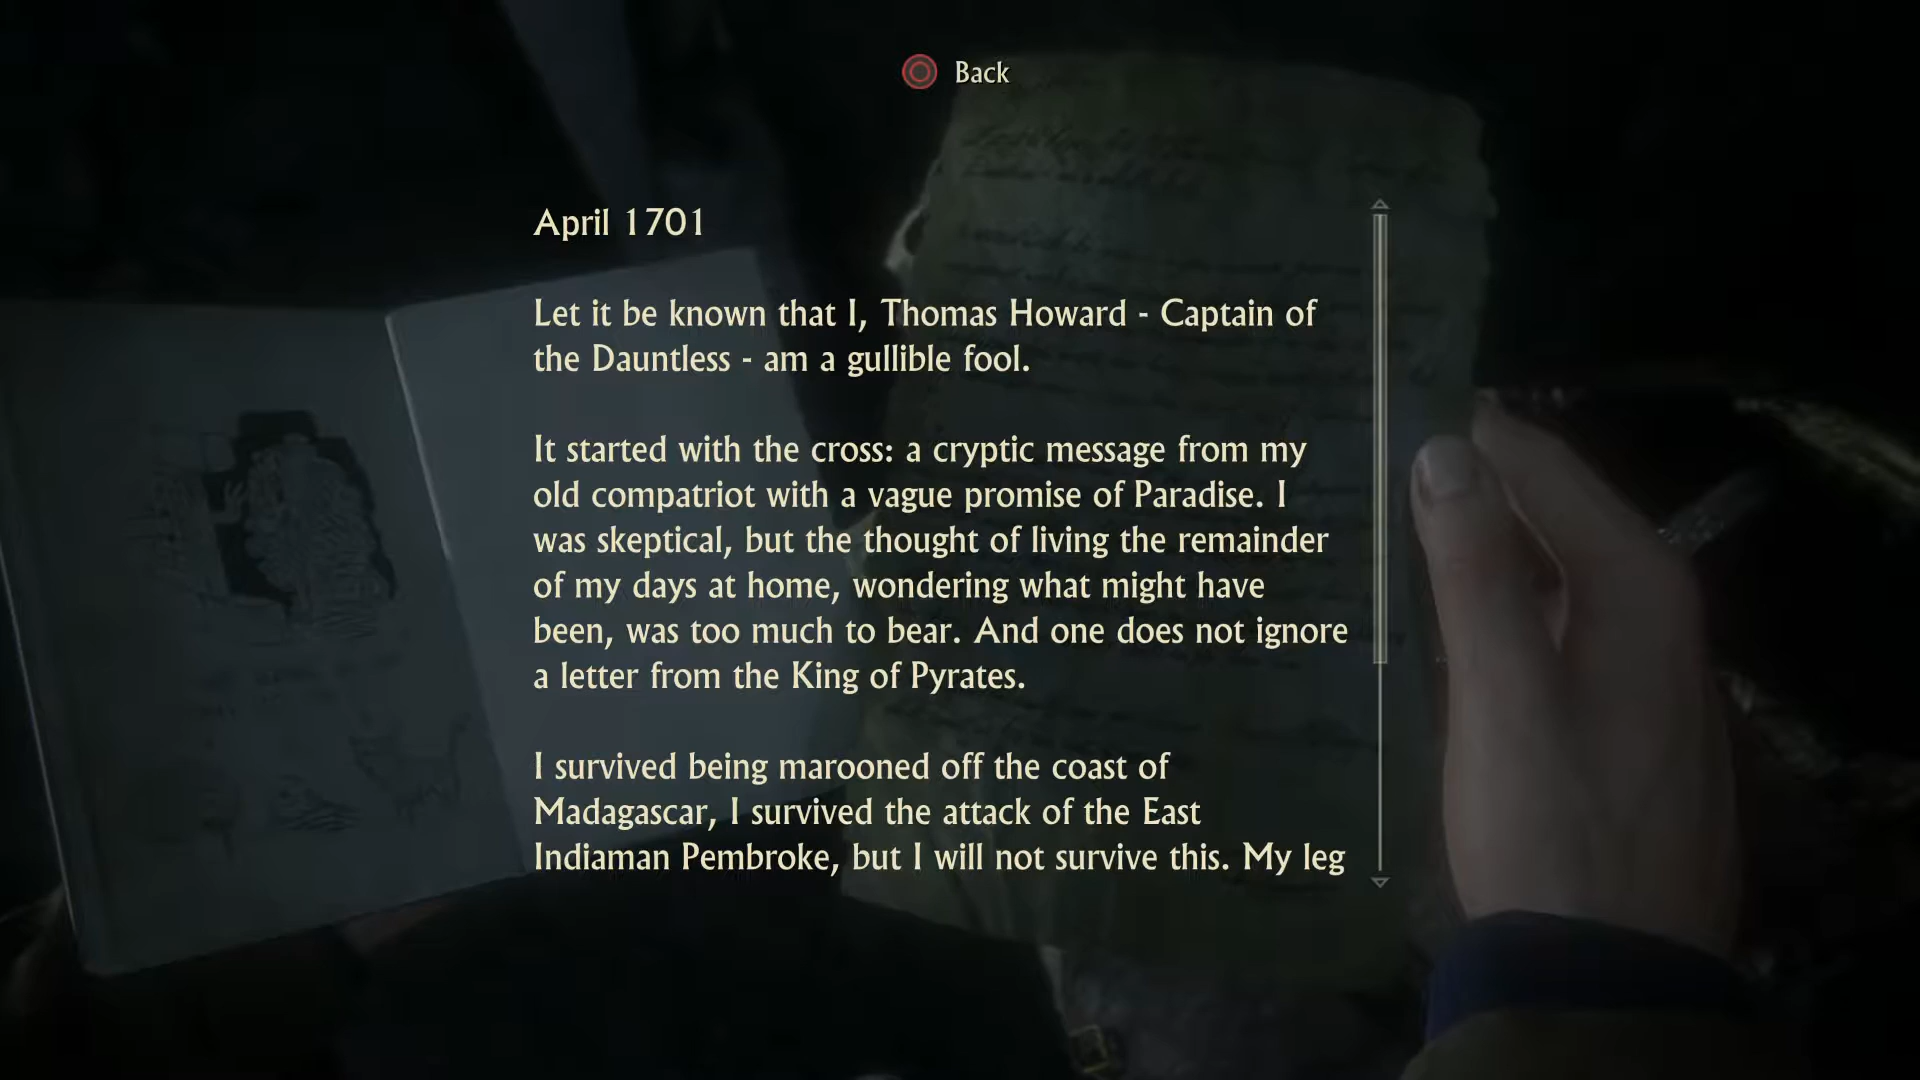 Back
April 1701
Let it be known that I, Thomas Howard - Captain of
the Dauntless - am a gullible fool.
It started with the cross: a cryptic message from my
old compatriot with a vague promise of Paradise. I
was skeptical, but the thought of living the remainder
of my days at home, wondering what might have
been, was too much to bear. And one does not ignore
a letter from the King of Pyrates.
I survived being marooned off the coast of
Madagascar, I survived the attack of the East
Indiaman Pembroke, but I will not survive this. My leg